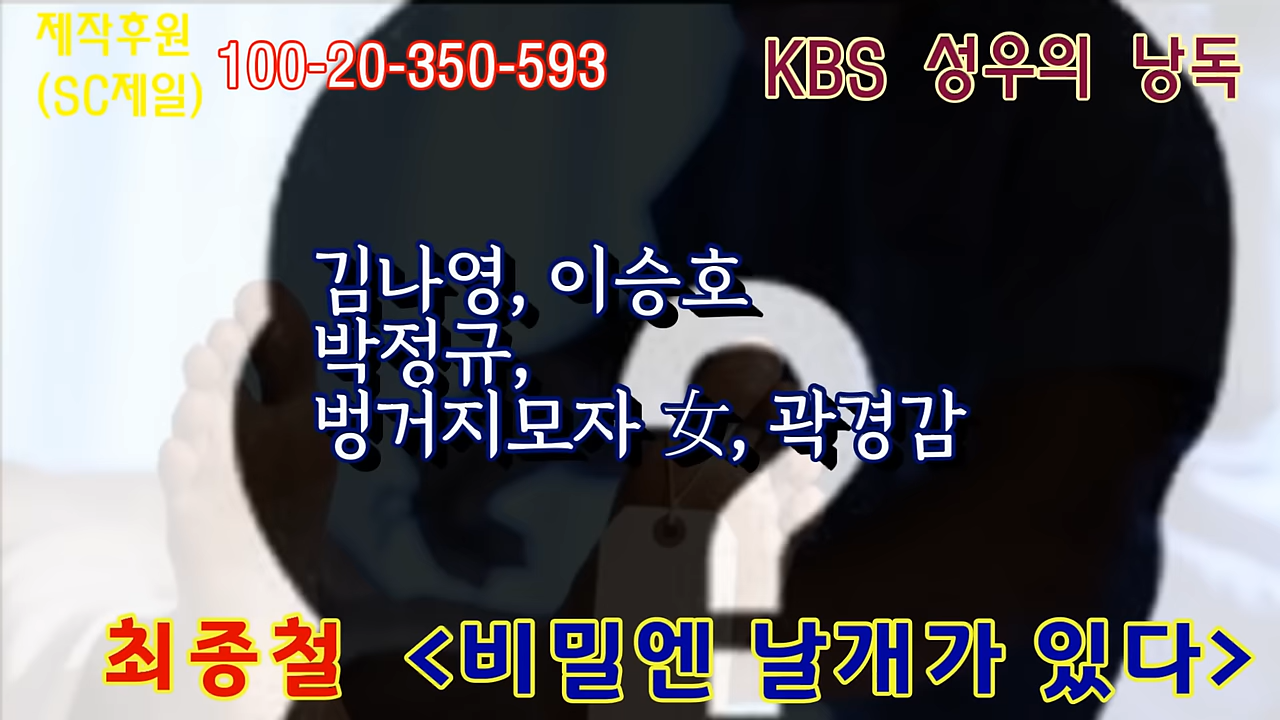 제작후원
(SC제일)
100-20-350-593
KBS 성우의 낭독
김나영, 이승호
박정규,
벙거지모자 女, 곽경감
최종철 <비밀엔 날개가 있다>